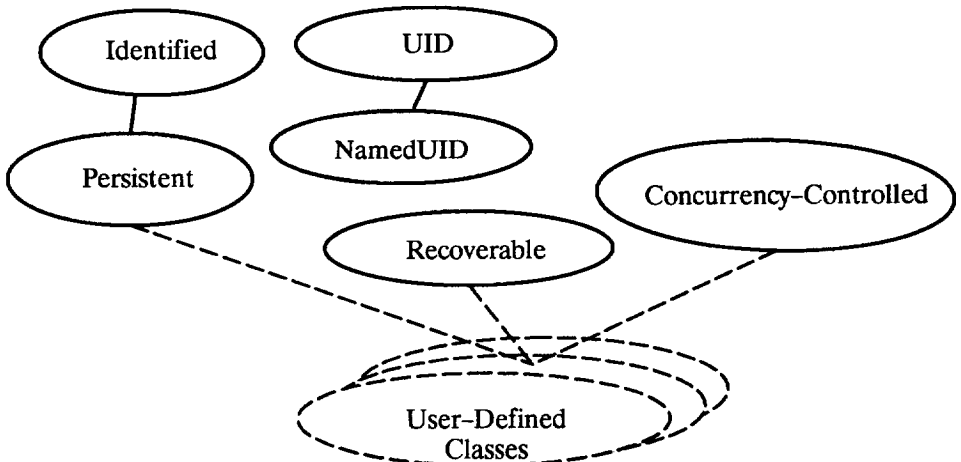 Identified
UID
NamedUID
Persistent
Concurrency-Controlled
Recoverable
User-Defined
Classes